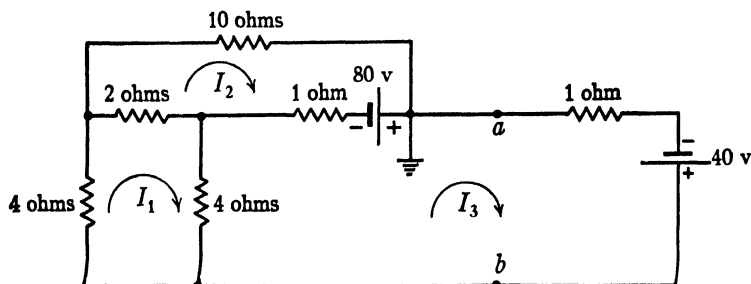 10 ohms
80 v
I2
2 ohms
1 ohm
1 ohm
− +
a
−
40 v
+
4 ohms
I1
4 ohms
I3
b